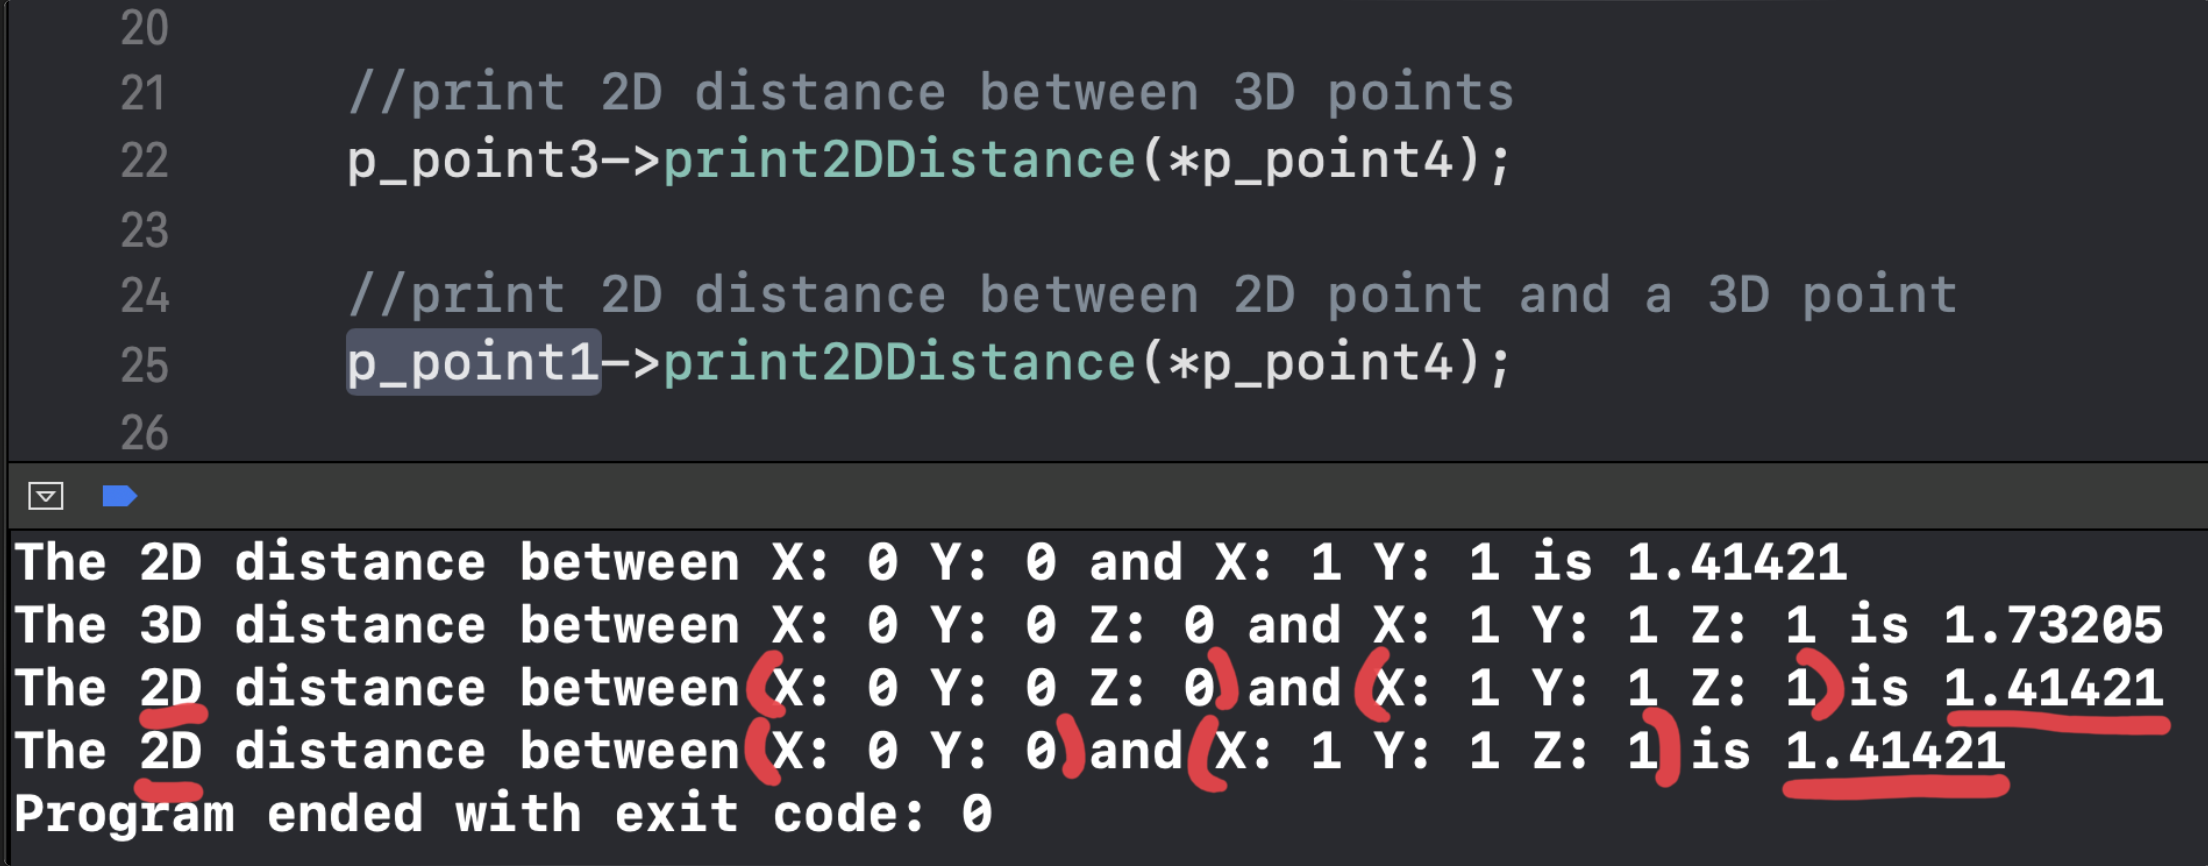 20
21 //print 2D distance between 3D points
22 p_point3->print2DDistance(*p_point4);
23
24 //print 2D distance between 2D point and a 3D point
25 p_point1->print2DDistance(*p_point4);
26
The 2D distance between X: 0 Y: 0 and X: 1 Y: 1 is 1.41421
The 3D distance between X: 0 Y: 0 Z: 0 and X: 1 Y: 1 Z: 1 is 1.73205
The 2D distance between (X: 0 Y: 0 Z: 0) and (X: 1 Y: 1 Z: 1) is 1.41421
The 2D distance between (X: 0 Y: 0) and (X: 1 Y: 1 Z: 1) is 1.41421
Program ended with exit code: 0